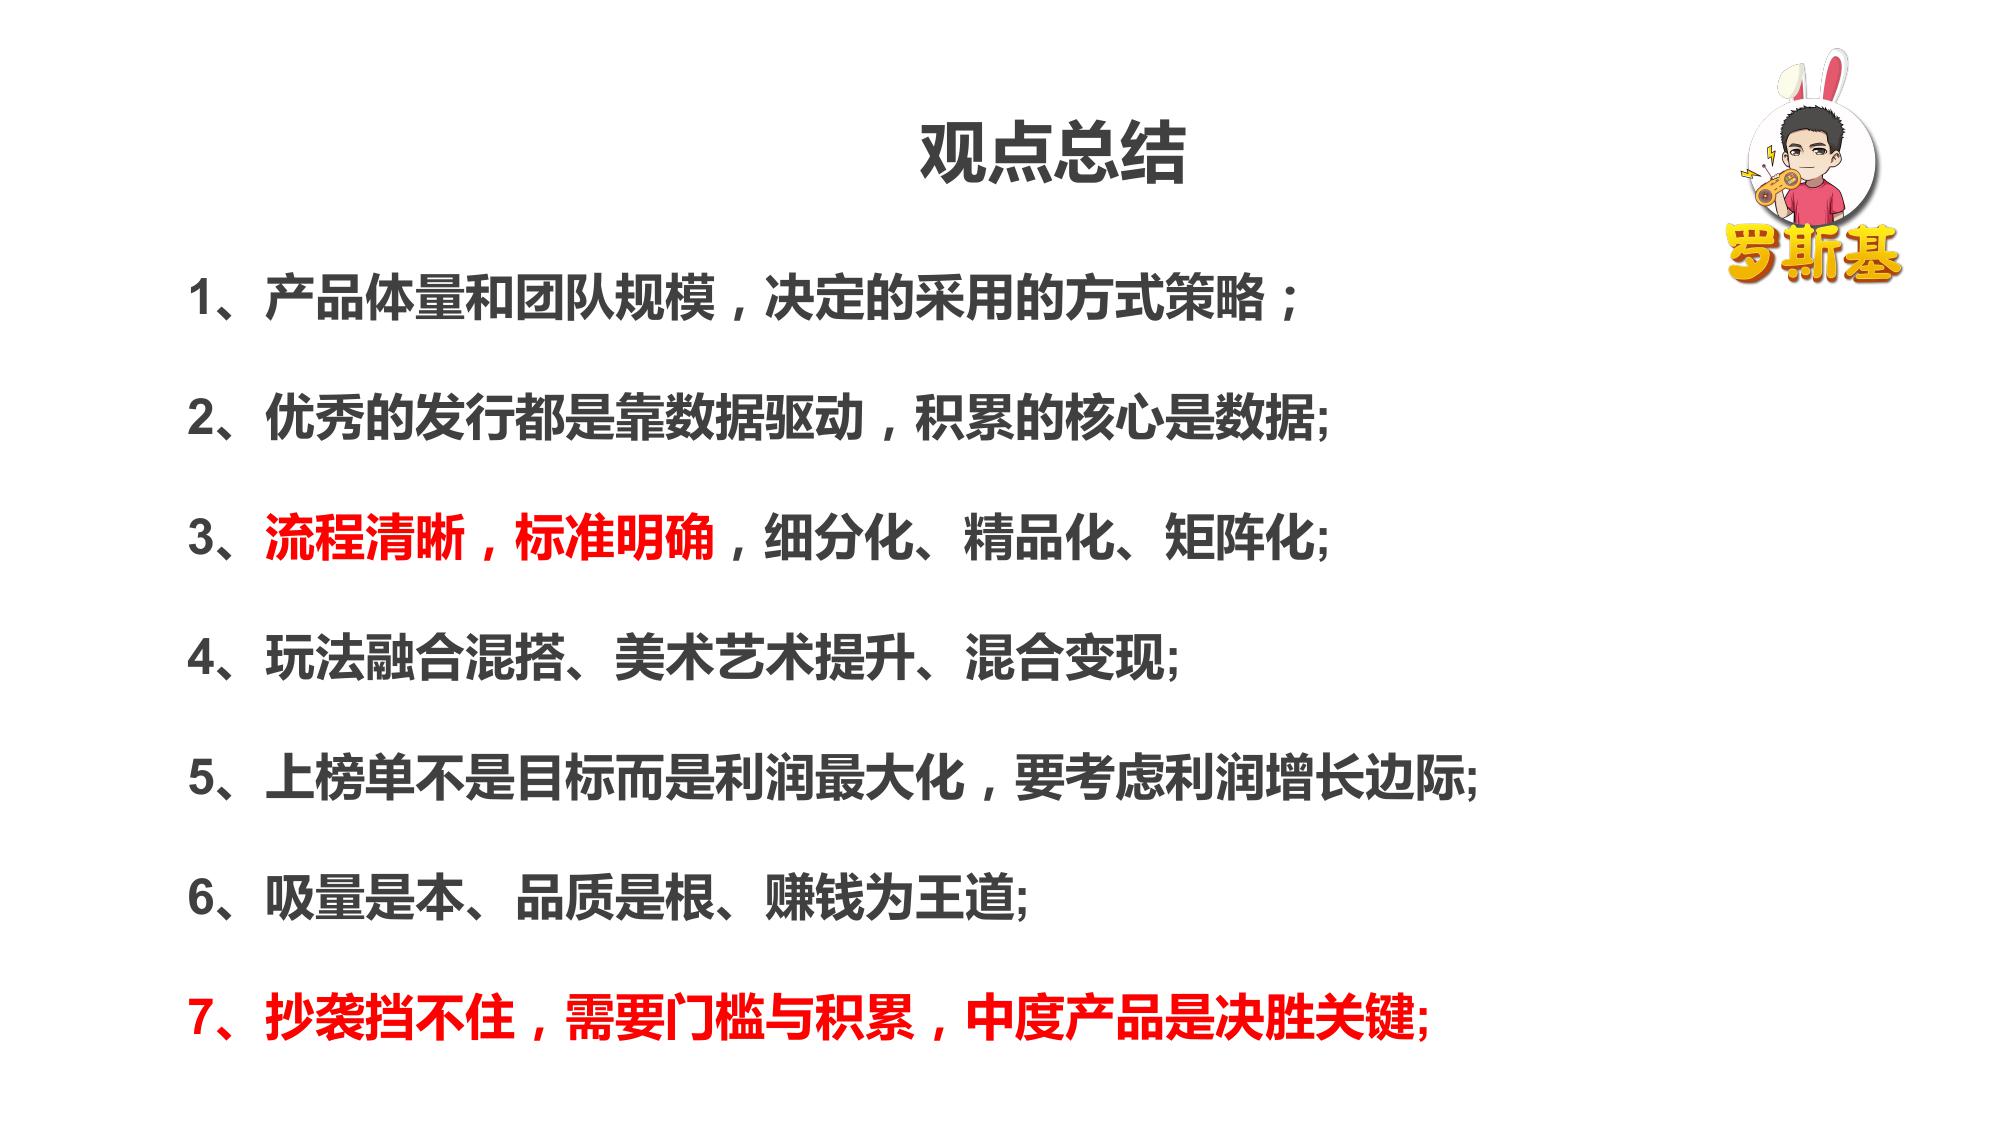 观点总结
罗斯基
1、产品体量和团队规模，决定的采用的方式策略；
2、优秀的发行都是靠数据驱动，积累的核心是数据;
3、流程清晰，标准明确，细分化、精品化、矩阵化;
4、玩法融合混搭、美术艺术提升、混合变现;
5、上榜单不是目标而是利润最大化，要考虑利润增长边际;
6、吸量是本、品质是根、赚钱为王道;
7、抄袭挡不住，需要门槛与积累，中度产品是决胜关键;